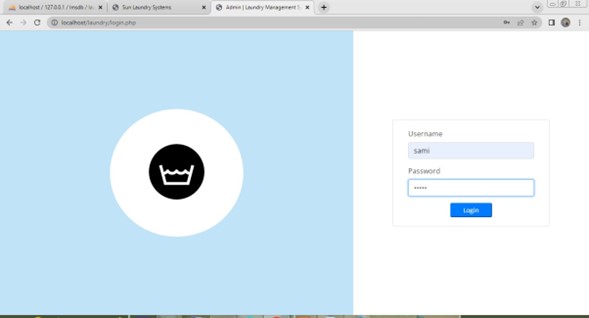 localhost / 127.0.0.1 / lmsdb / 
Sun Laundry Systems
Admin | Laundry Management S
localhost/laundry/login.php
Username
sami
Password
•••••
Login